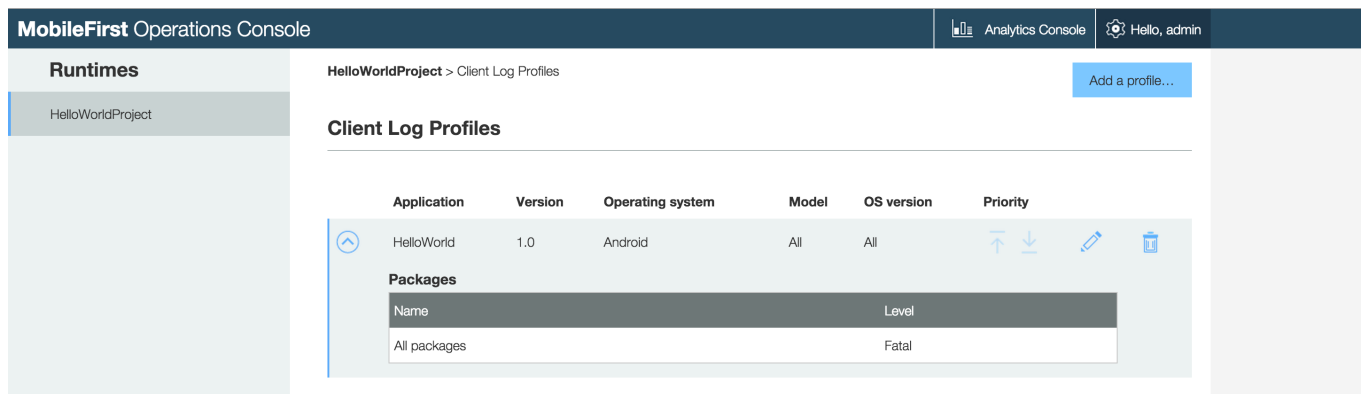 MobileFirst Operations Console
Analytics Console
Hello, admin
Runtimes
HelloWorldProject
HelloWorldProject > Client Log Profiles
Add a profile...
Client Log Profiles
Application Version Operating system Model OS version Priority
HelloWorld 1.0 Android All All
Packages
Name Level
All packages Fatal